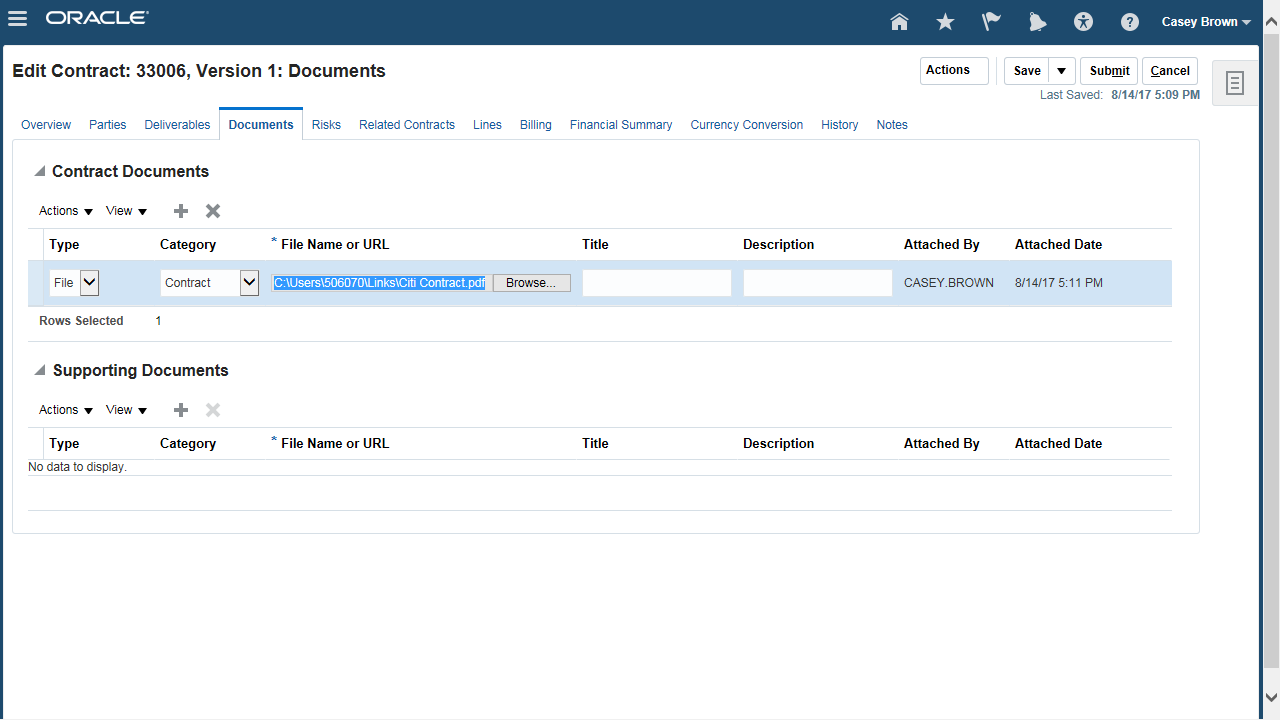 ORACLE
Casey Brown
Edit Contract: 33006, Version 1: Documents
Actions Save Submit Cancel
Last Saved: 8/14/17 5:09 PM
Overview Parties Deliverables Documents Risks Related Contracts Lines Billing Financial Summary Currency Conversion History Notes
Contract Documents
Actions View
Type Category * File Name or URL Title Description Attached By Attached Date
File Contract C:\Users\506070\Links\Citi Contract.pdf Browse... CASEY.BROWN 8/14/17 5:11 PM
Rows Selected 1
Supporting Documents
Actions View
Type Category * File Name or URL Title Description Attached By Attached Date
No data to display.